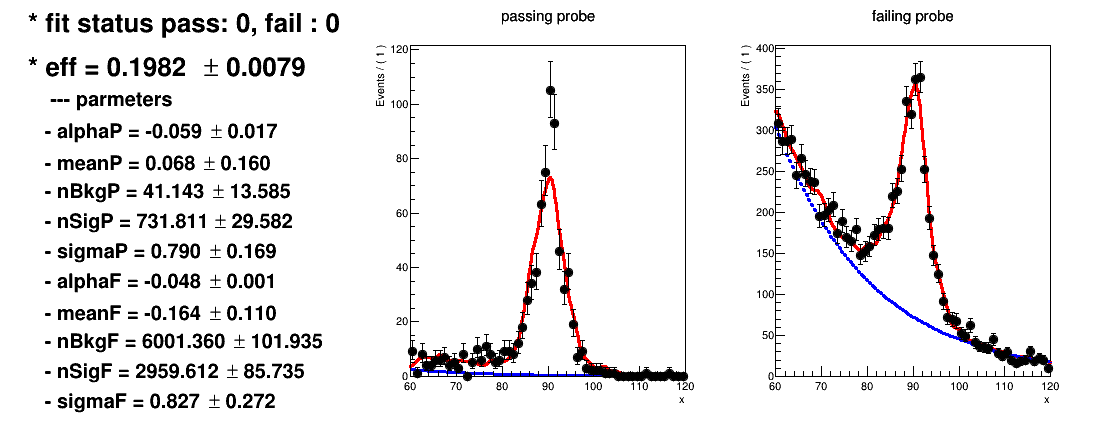 * fit status pass: 0, fail : 0
* eff = 0.1982 ± 0.0079
--- parmeters
- alphaP = -0.059 ± 0.017
- meanP = 0.068 ± 0.160
- nBkgP = 41.143 ± 13.585
- nSigP = 731.811 ± 29.582
- sigmaP = 0.790 ± 0.169
- alphaF = -0.048 ± 0.001
- meanF = -0.164 ± 0.110
- nBkgF = 6001.360 ± 101.935
- nSigF = 2959.612 ± 85.735
- sigmaF = 0.827 ± 0.272
passing probe
Events / ( 1 )
120
100
80
60
40
20
0
60 70 80 90 100 110 120
x
failing probe
Events / ( 1 )
400
350
300
250
200
150
100
50
0
60 70 80 90 100 110 120
x